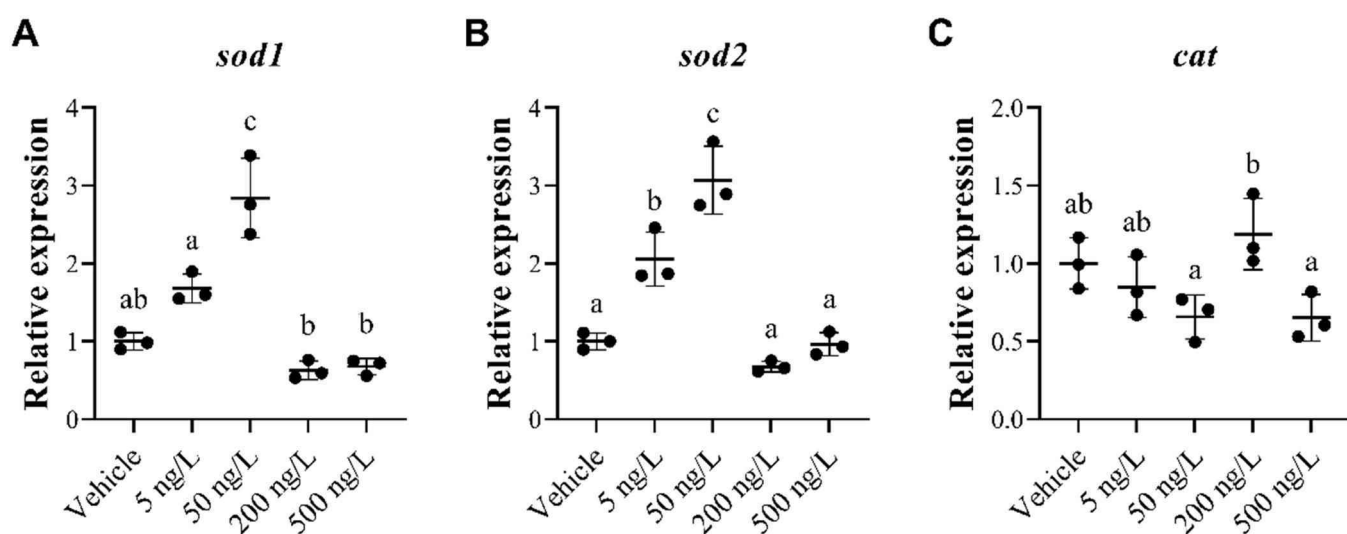 A
sod1
Relative expression
4
3
2
1
0
ab
a
c
b
b
Vehicle
5 ng/L
50 ng/L
200 ng/L
500 ng/L
B
sod2
Relative expression
4
3
2
1
0
a
b
c
a
a
Vehicle
5 ng/L
50 ng/L
200 ng/L
500 ng/L
C
cat
Relative expression
2.0
1.5
1.0
0.5
0.0
ab
ab
a
b
a
Vehicle
5 ng/L
50 ng/L
200 ng/L
500 ng/L